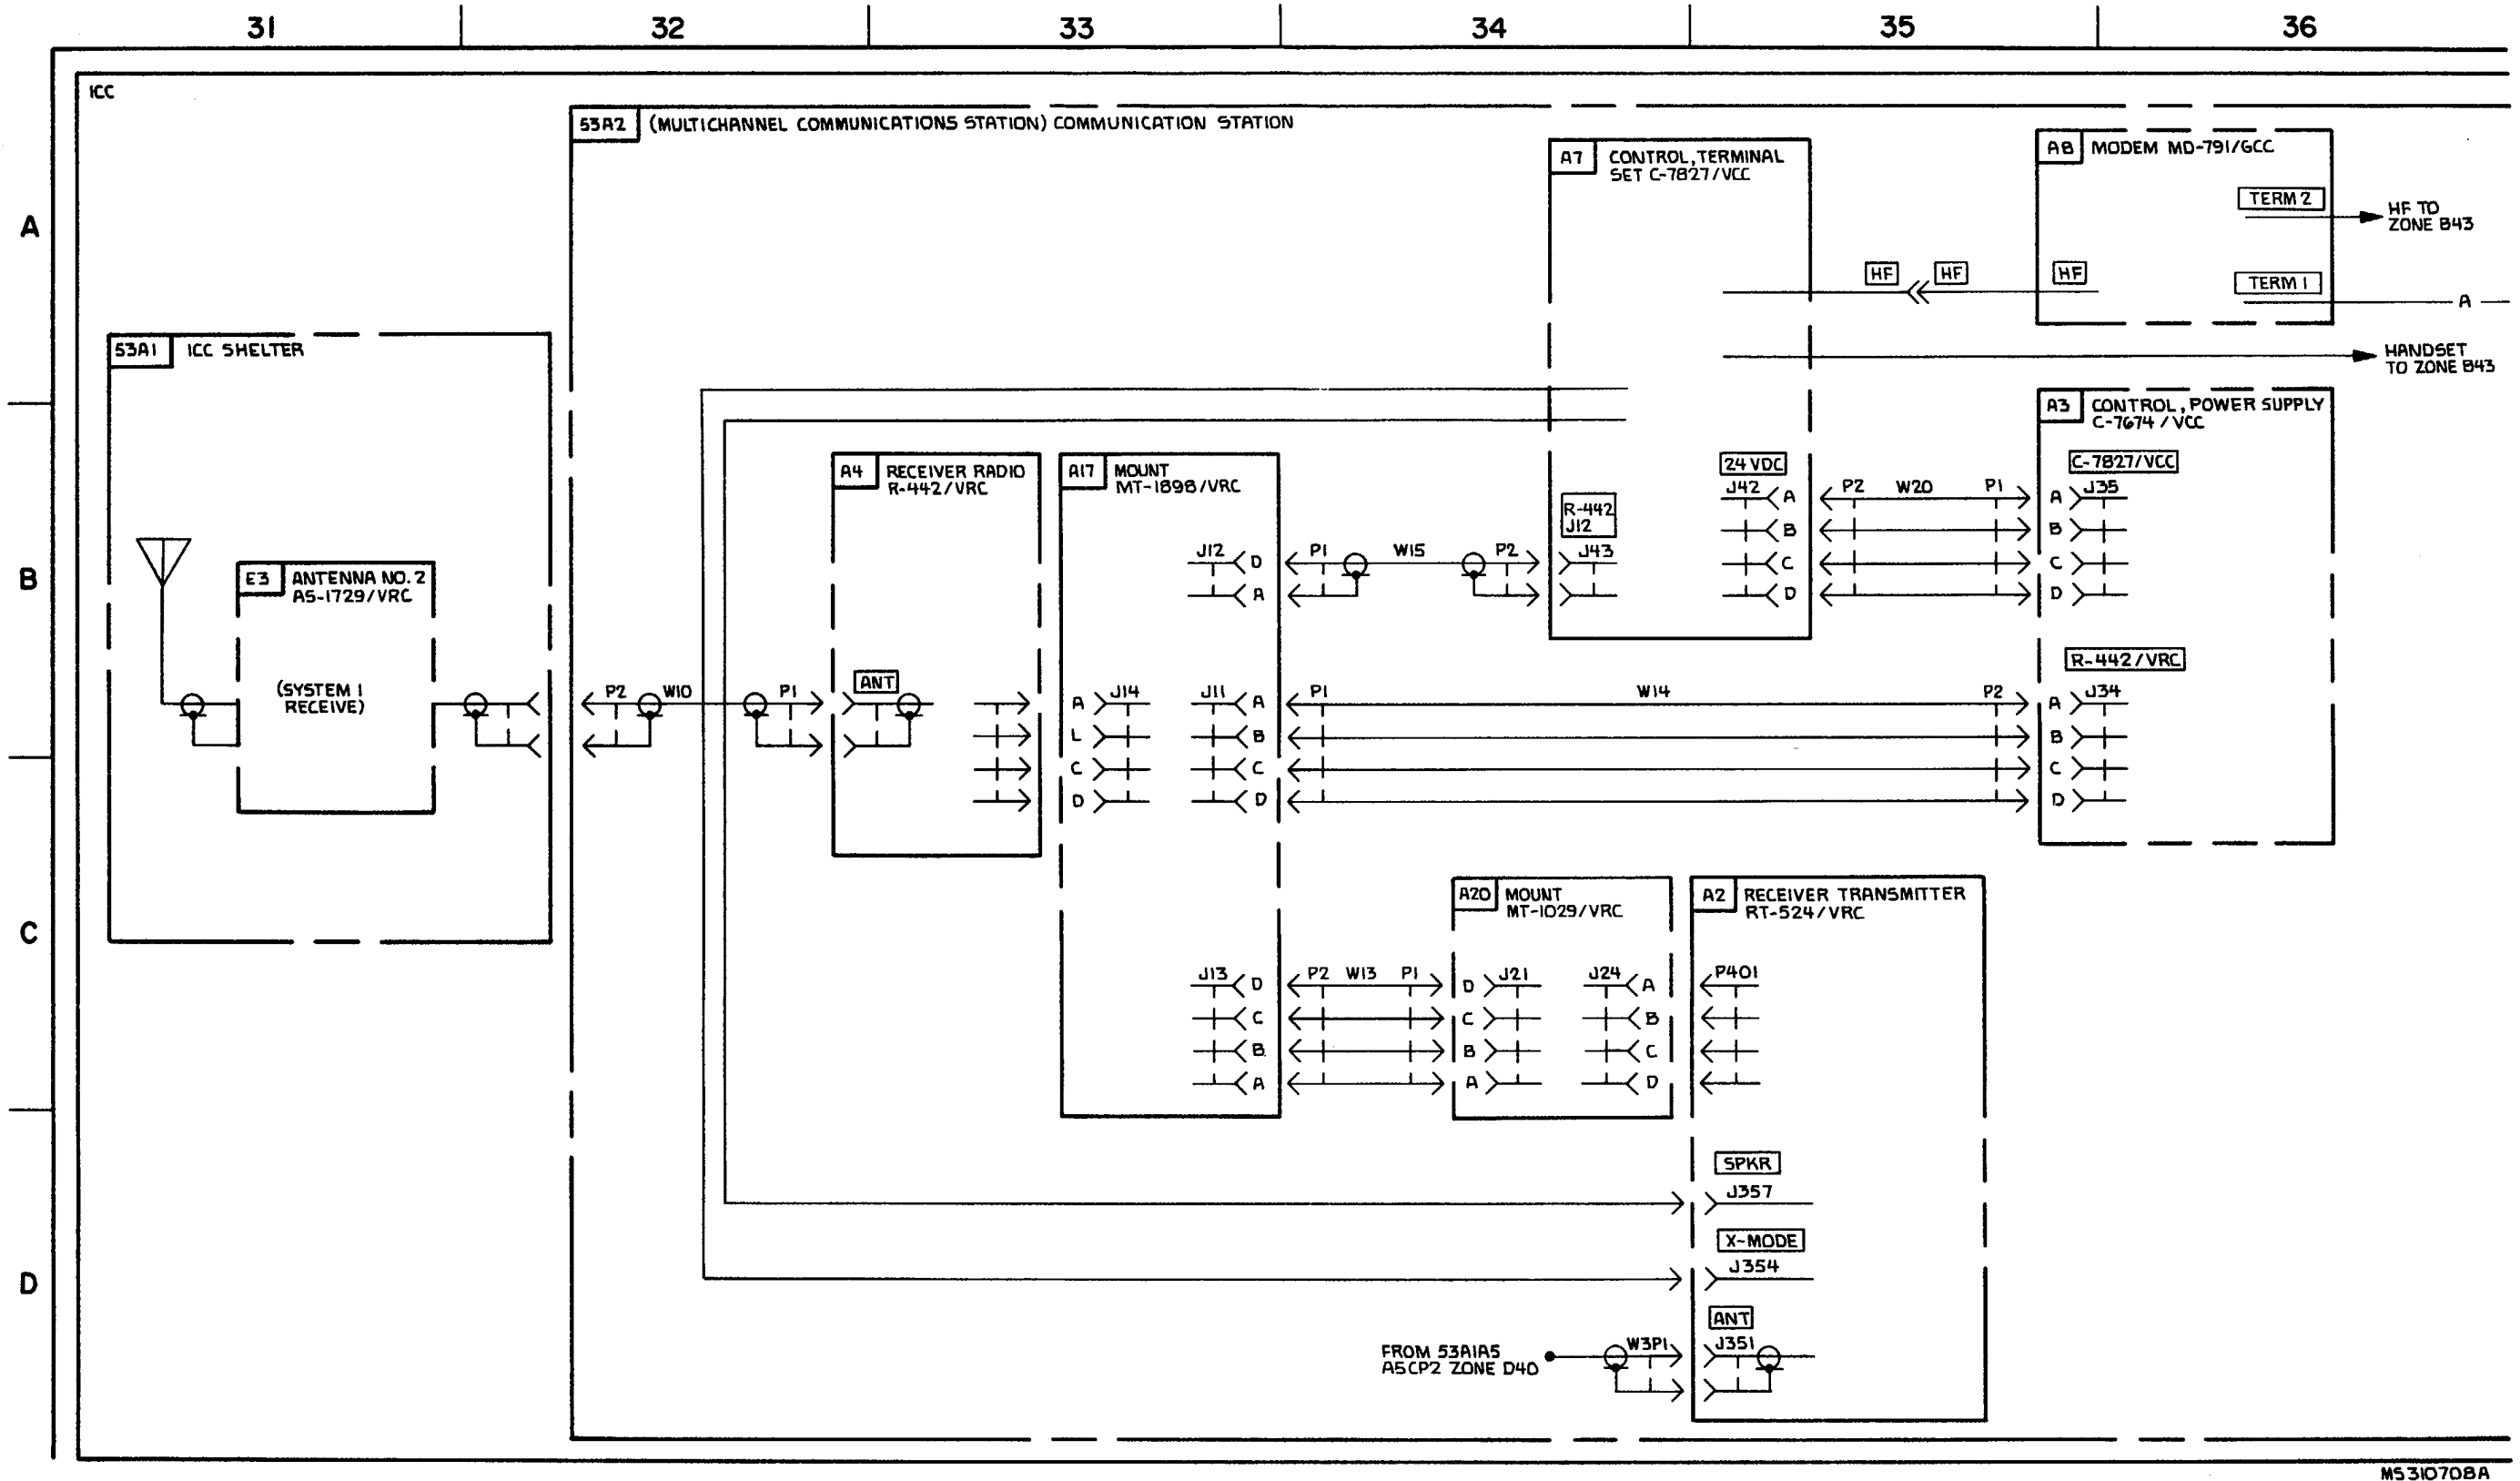 31 32 33 34 35 36
ICC
53A2 (MULTICHANNEL COMMUNICATIONS STATION) COMMUNICATION STATION
A7 CONTROL, TERMINAL
SET C-7827/VCC
A8 MODEM MD-791/GCC
TERM 2
HF TO
ZONE B43
A
HF HF HF
TERM 1
A
HANDSET
TO ZONE B43
53A1 ICC SHELTER
A3 CONTROL, POWER SUPPLY
C-7674/VCC
A4 RECEIVER RADIO
R-442/VRC
A17 MOUNT
MT-1898/VRC
24 VDC
C-7827/VCC
J42 A P2 W20 P1 A J35
R-442
J12
B B
J12 D P1 W15 P2 J43 C C
A D D
B
E3 ANTENNA NO. 2
AS-1729/VRC
(SYSTEM 1
RECEIVE)
R-442/VRC
P2 W10 P1 ANT
A J14 J11 A P1 W14 P2 A J34
L B B
C C C
D D D
A20 MOUNT
MT-1029/VRC
A2 RECEIVER TRANSMITTER
RT-524/VRC
C
J13 D P2 W13 P1 D J21 J24 A P401
C C B
B B C
A A D
SPKR
J357
X-MODE
J354
D
ANT
FROM 53A1A5
A5CP2 ZONE D40
W3P1 J351
MS310708A